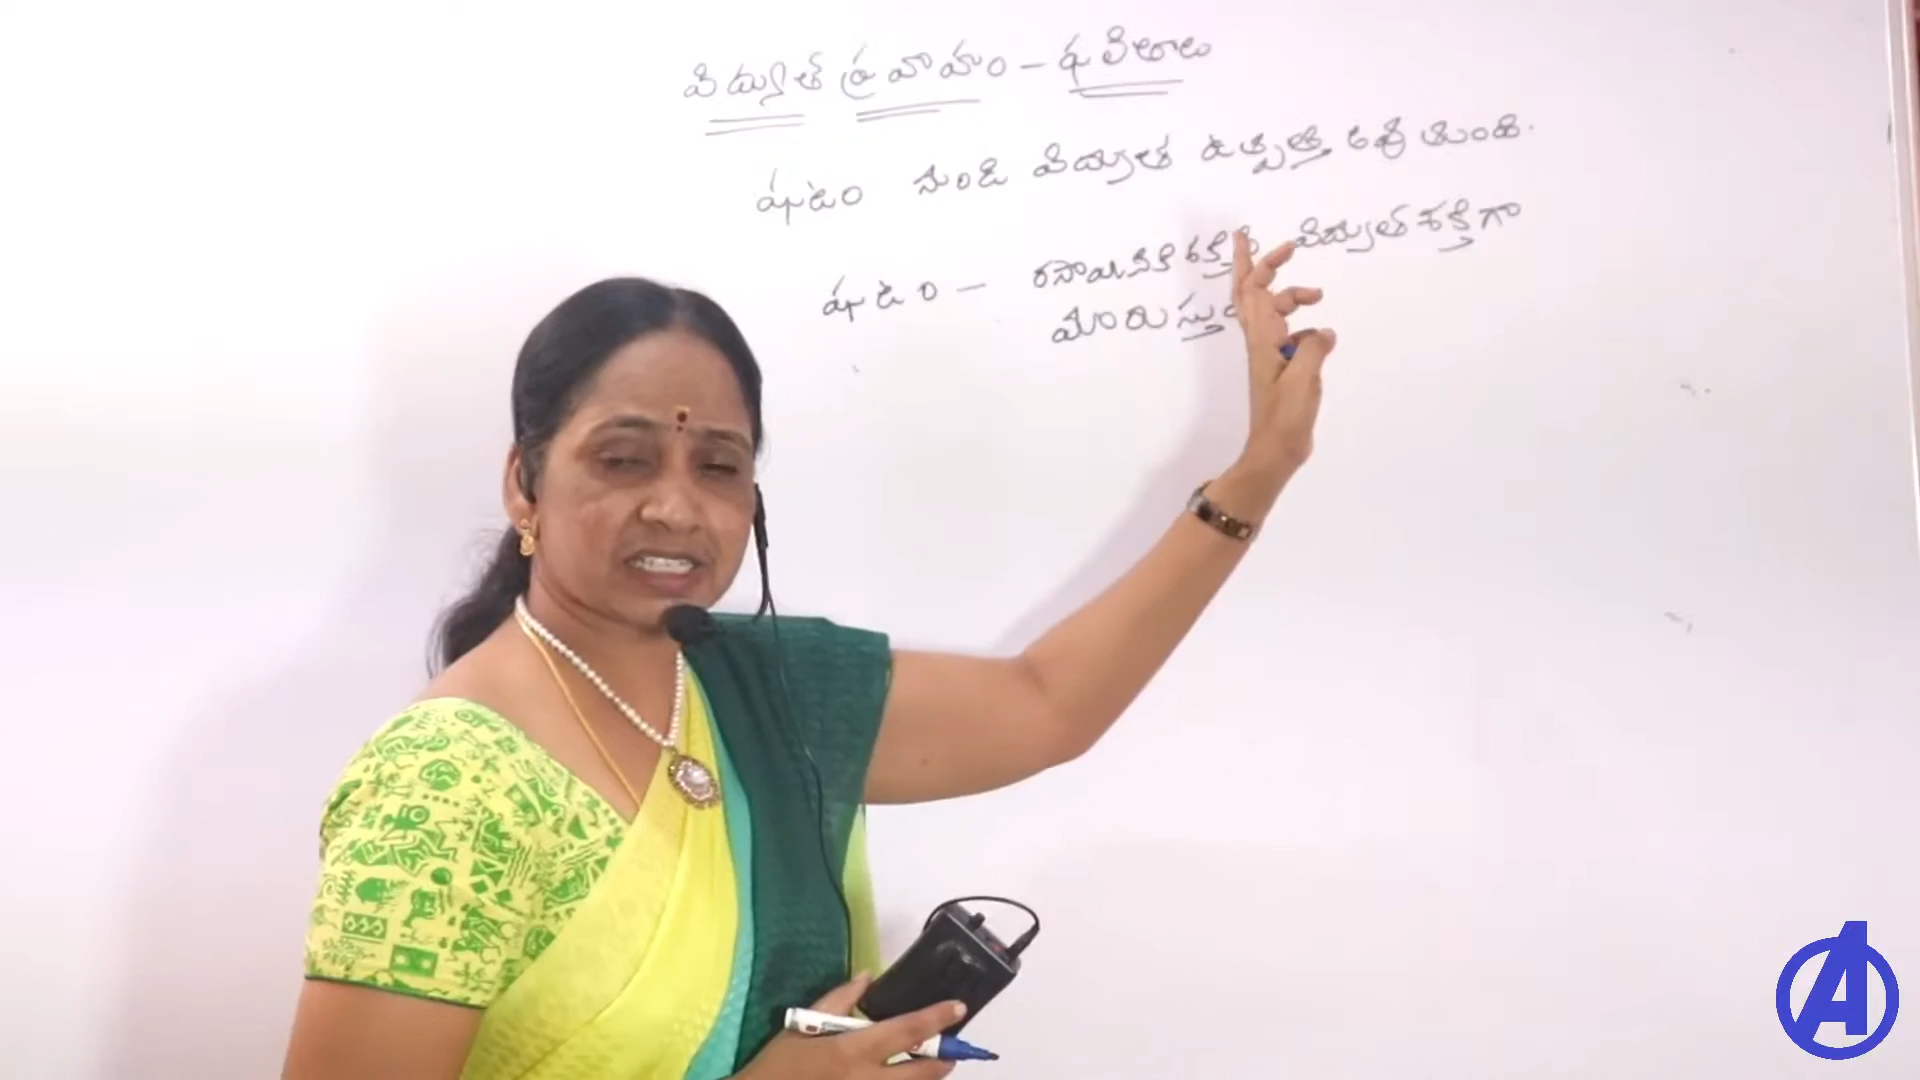 విద్యుత్ ప్రవాహం - ఫలితాలు
ఘటం నుండి విద్యుత ఉత్పత్తి అవుతుంది.
ఘటం - రసాయనిక శక్తిని విద్యుత శక్తిగా
మారుస్తు